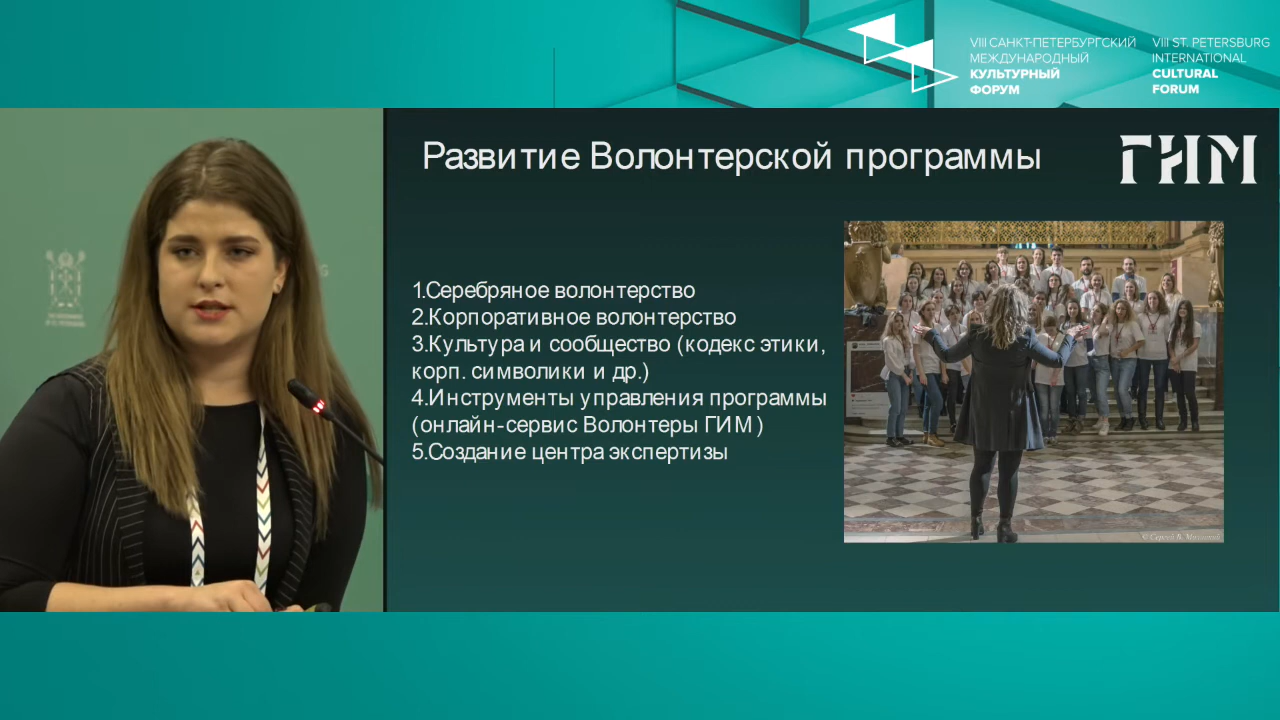 VIII САНКТ-ПЕТЕРБУРГСКИЙ
МЕЖДУНАРОДНЫЙ
КУЛЬТУРНЫЙ
ФОРУМ
VIII ST. PETERSBURG
INTERNATIONAL
CULTURAL
FORUM
Развитие Волонтерской программы
ГИМ
1.Серебряное волонтерство
2.Корпоративное волонтерство
3.Культура и сообщество (кодекс этики,
корп. символики и др.)
4.Инструменты управления программы
(онлайн-сервис Волонтеры ГИМ)
5.Создание центра экспертизы